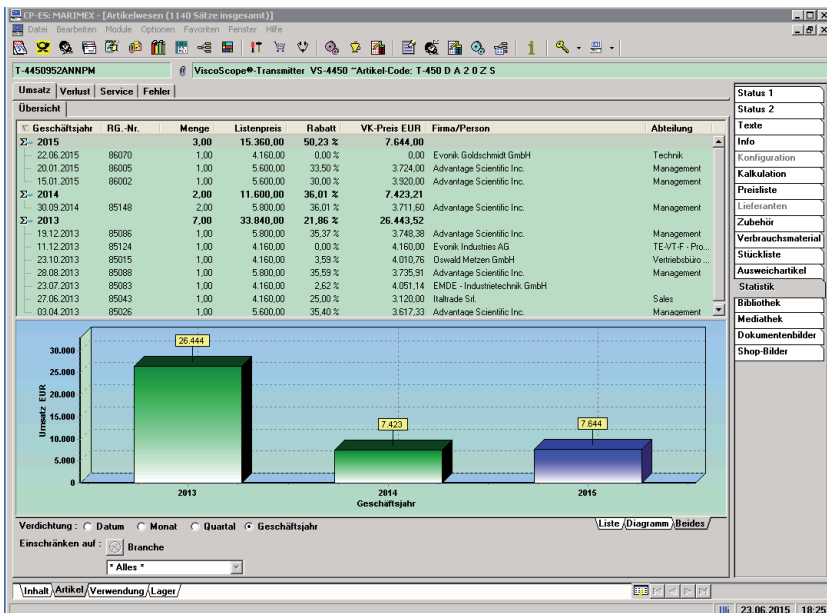 CP-ES: MARIMEX - [Artikelwesen (1140 Sätze insgesamt)]
Datei Bearbeiten Module Optionen Favoriten Fenster Hilfe
T-4450952ANNPM ViscoScope®-Transmitter VS-4450 ~Artikel-Code: T-450 D A 2 0 Z S
Umsatz Verlust Service Fehler
Übersicht
Geschäftsjahr RG.-Nr. Menge Listenpreis Rabatt VK-Preis EUR Firma/Person Abteilung
Σ- 2015 3,00 15.360,00 50,23 % 7.644,00
22.06.2015 86070 1,00 4.160,00 0,00 % 0,00 Evonik Goldschmidt GmbH Technik
20.01.2015 86005 1,00 5.600,00 33,50 % 3.724,00 Advantage Scientific Inc. Management
15.01.2015 86002 1,00 5.600,00 30,00 % 3.920,00 Advantage Scientific Inc. Management
Σ- 2014 2,00 11.600,00 36,01 % 7.423,21
30.09.2014 85148 2,00 5.800,00 36,01 % 3.711,60 Advantage Scientific Inc. Management
Σ- 2013 7,00 33.840,00 21,86 % 26.443,52
19.12.2013 85086 1,00 5.800,00 35,37 % 3.748,38 Advantage Scientific Inc. Management
11.12.2013 85124 1,00 4.160,00 0,00 % 4.160,00 Evonik Industries AG TE-VT-F - Pro...
23.10.2013 85015 1,00 4.160,00 3,59 % 4.010,76 Oswald Metzen GmbH Vertriebsbüro ...
28.08.2013 85088 1,00 5.800,00 35,59 % 3.735,91 Advantage Scientific Inc. Management
23.07.2013 85083 1,00 4.160,00 2,62 % 4.051,14 EMDE - Industrietechnik GmbH
27.06.2013 85043 1,00 4.160,00 25,00 % 3.120,00 Italtrade Srl. Sales
03.04.2013 85026 1,00 5.600,00 35,40 % 3.617,33 Advantage Scientific Inc. Management
Status 1
Status 2
Texte
Info
Konfiguration
Kalkulation
Preisliste
Lieferanten
Zubehör
Verbrauchsmaterial
Stückliste
Ausweichartikel
Statistik
Bibliothek
Mediathek
Dokumentenbilder
Shop-Bilder
Umsatz EUR
30.000
25.000
20.000
15.000
10.000
5.000
0
26.444
7.423
7.644
2013 2014 2015
Geschäftsjahr
Verdichtung : Datum Monat Quartal Geschäftsjahr
Liste Diagramm Beides
Einschränken auf : Branche
* Alles *
Inhalt Artikel Verwendung Lager
23.06.2015 18:25